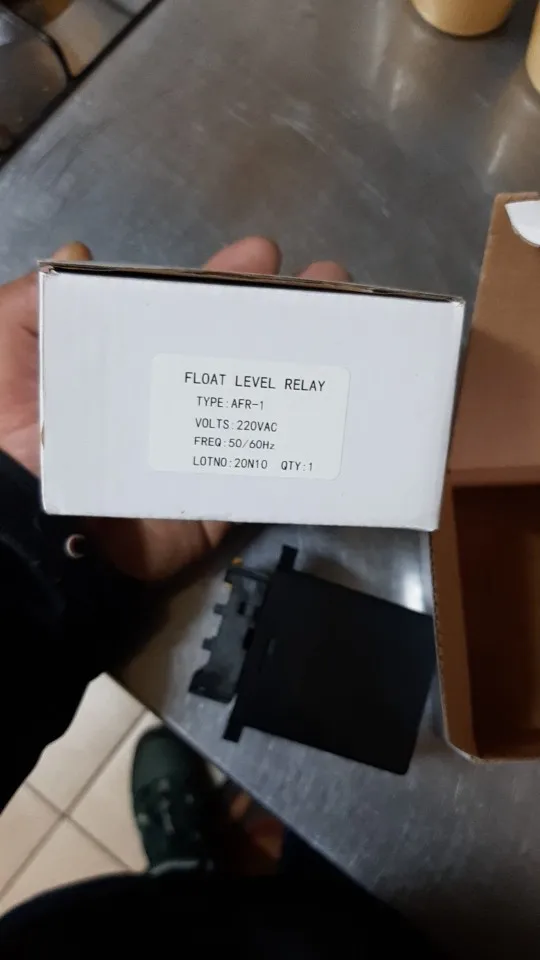 FLOAT LEVEL RELAY
TYPE:AFR-1
VOLTS:220VAC
FREQ:50/60Hz
LOTNO:20N10 QTY:1